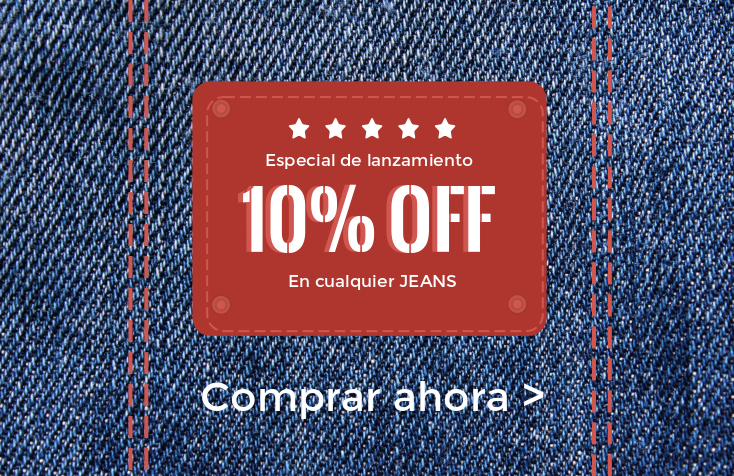 Especial de lanzamiento
10% OFF
En cualquier JEANS
Comprar ahora >